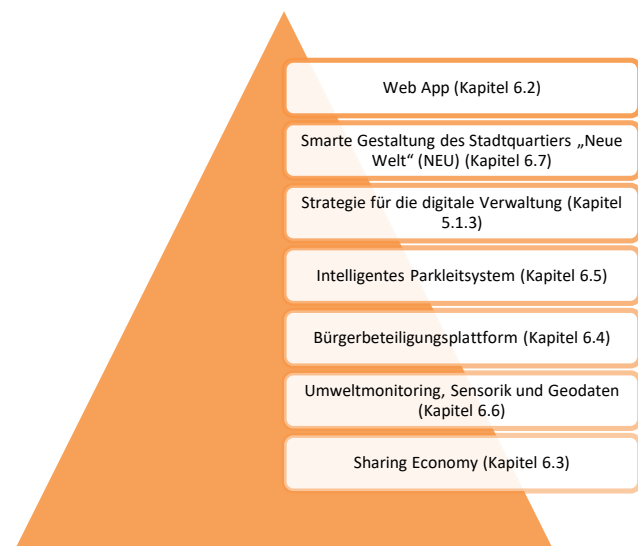 Web App (Kapitel 6.2)
Smarte Gestaltung des Stadtquartiers „Neue
Welt“ (NEU) (Kapitel 6.7)
Strategie für die digitale Verwaltung (Kapitel
5.1.3)
Intelligentes Parkleitsystem (Kapitel 6.5)
Bürgerbeteiligungsplattform (Kapitel 6.4)
Umweltmonitoring, Sensorik und Geodaten
(Kapitel 6.6)
Sharing Economy (Kapitel 6.3)